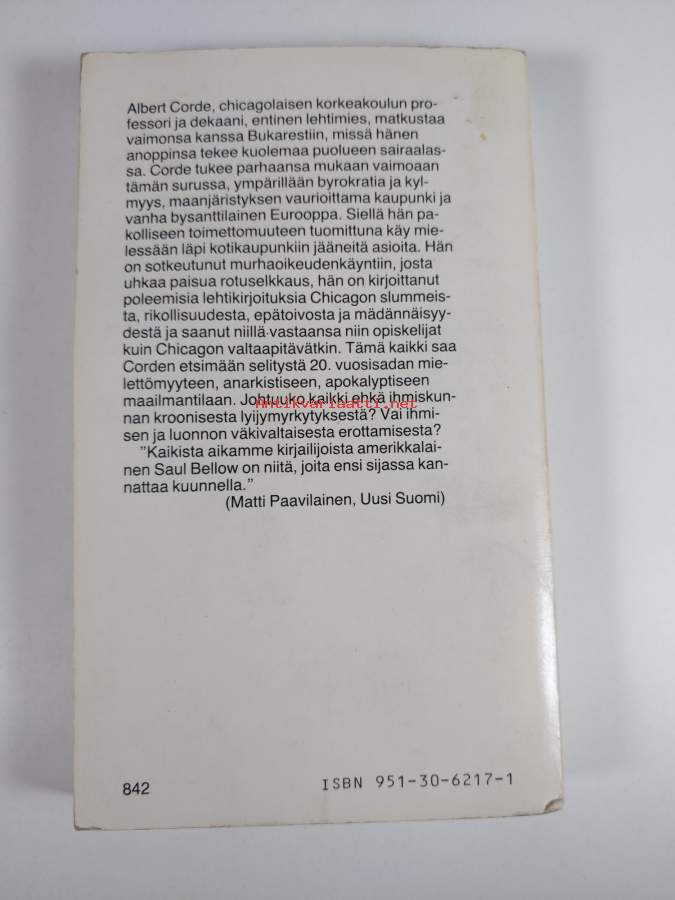 Albert Corde, chicagolaisen korkeakoulun pro-
fessori ja dekaani, entinen lehtimies, matkustaa
vaimonsa kanssa Bukarestiin, missä hänen
anoppinsa tekee kuolemaa puolueen sairaalas-
sa. Corde tukee parhaansa mukaan vaimoaan
tämän surussa, ympärillään byrokratia ja kyl-
myys, maanjäristyksen vaurioittama kaupunki ja
vanha bysanttilainen Eurooppa. Siellä hän pa-
kolliseen toimettomuuteen tuomittuna käy mie-
lessään läpi kotikaupunkiin jääneitä asioita. Hän
on sotkeutunut murhaoikeudenkäyntiin, josta
uhkaa paisua rotuselkkaus, hän on kirjoittanut
poleemisia lehtikirjoituksia Chicagon slummeis-
ta, rikollisuudesta, epätoivosta ja mädännäisyy-
destä ja saanut niillä vastaansa niin opiskelijat
kuin Chicagon valtaapitävätkin. Tämä kaikki saa
Corden etsimään selitystä 20. vuosisadan mie-
lettömyyteen, anarkistiseen, apokalyptiseen
maailmantilaan. Johtuuko kaikki ehkä ihmiskun-
antikvariaatti.net
nan kroonisesta lyijymyrkytyksestä? Vai ihmi-
sen ja luonnon väkivaltaisesta erottamisesta?
"Kaikista aikamme kirjailijoista amerikkalai-
nen Saul Bellow on niitä, joita ensi sijassa kan-
nattaa kuunnella."
(Matti Paavilainen, Uusi Suomi)
842
ISBN 951-30-6217-1